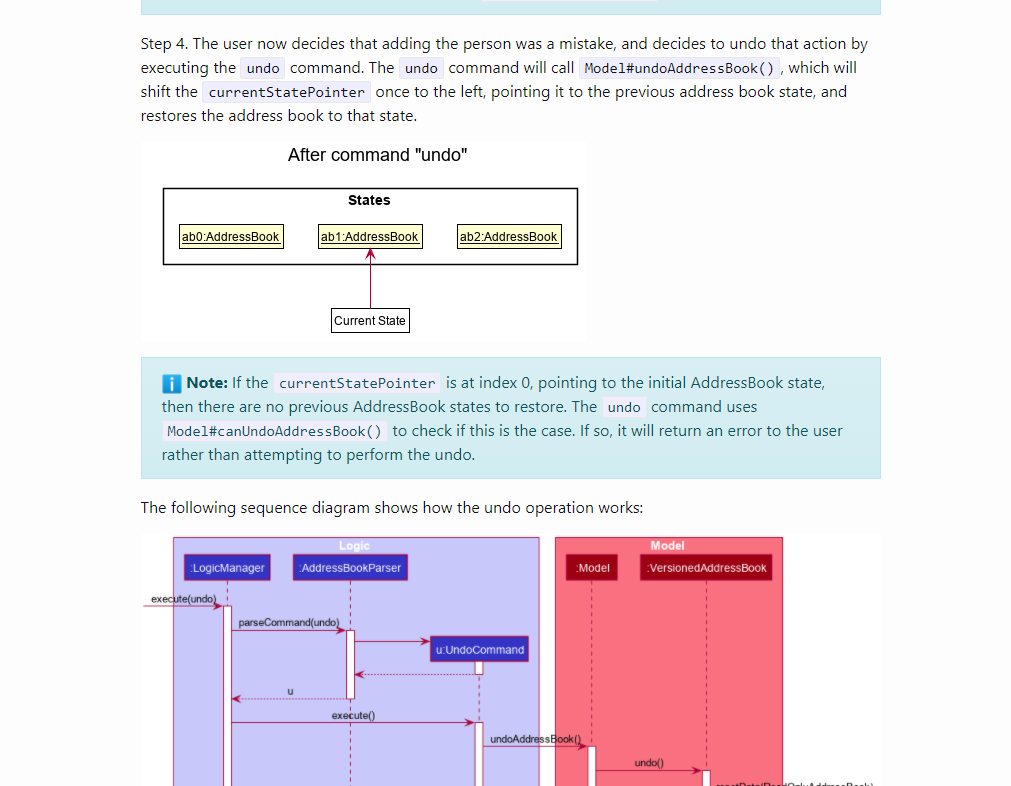 Step 4. The user now decides that adding the person was a mistake, and decides to undo that action by
executing the undo command. The undo command will call Model#undoAddressBook() , which will
shift the currentStatePointer once to the left, pointing it to the previous address book state, and
restores the address book to that state.
After command "undo"
States
ab0:AddressBook ab1:AddressBook ab2:AddressBook
Current State
Note: If the currentStatePointer is at index 0, pointing to the initial AddressBook state,
then there are no previous AddressBook states to restore. The undo command uses
Model#canUndoAddressBook() to check if this is the case. If so, it will return an error to the user
rather than attempting to perform the undo.
The following sequence diagram shows how the undo operation works:
Logic Model
:LogicManager :AddressBookParser :Model :VersionedAddressBook
execute(undo)
parseCommand(undo)
u:UndoCommand
u
execute()
undoAddressBook()
undo()